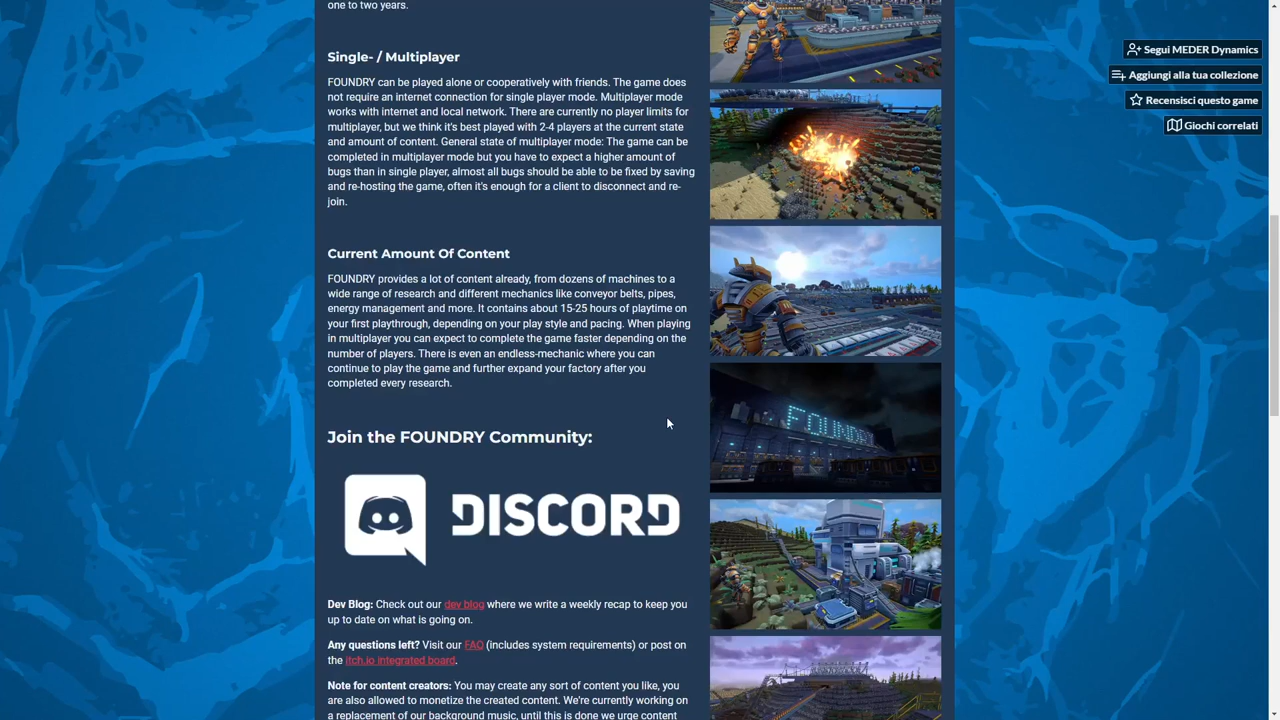 one to two years.
Single- / Multiplayer
FOUNDRY can be played alone or cooperatively with friends. The game does
not require an internet connection for single player mode. Multiplayer mode
works with internet and local network. There are currently no player limits for
multiplayer, but we think it's best played with 2-4 players at the current state
and amount of content. General state of multiplayer mode: The game can be
completed in multiplayer mode but you have to expect a higher amount of
bugs than in single player, almost all bugs should be able to be fixed by saving
and re-hosting the game, often it's enough for a client to disconnect and re-
join.
Current Amount Of Content
FOUNDRY provides a lot of content already, from dozens of machines to a
wide range of research and different mechanics like conveyor belts, pipes,
energy management and more. It contains about 15-25 hours of playtime on
your first playthrough, depending on your play style and pacing. When playing
in multiplayer you can expect to complete the game faster depending on the
number of players. There is even an endless-mechanic where you can
continue to play the game and further expand your factory after you
completed every research.
Join the FOUNDRY Community:
DISCORD
Dev Blog: Check out our dev blog where we write a weekly recap to keep you
up to date on what is going on.
Any questions left? Visit our FAQ (includes system requirements) or post on
the itch.io integrated board.
Note for content creators: You may create any sort of content you like, you
are also allowed to monetize the created content. We're currently working on
a replacement of our background music, until this is done we urge content
FOUNDRY
Segui MEDER Dynamics
Aggiungi alla tua collezione
Recensisci questo game
Giochi correlati